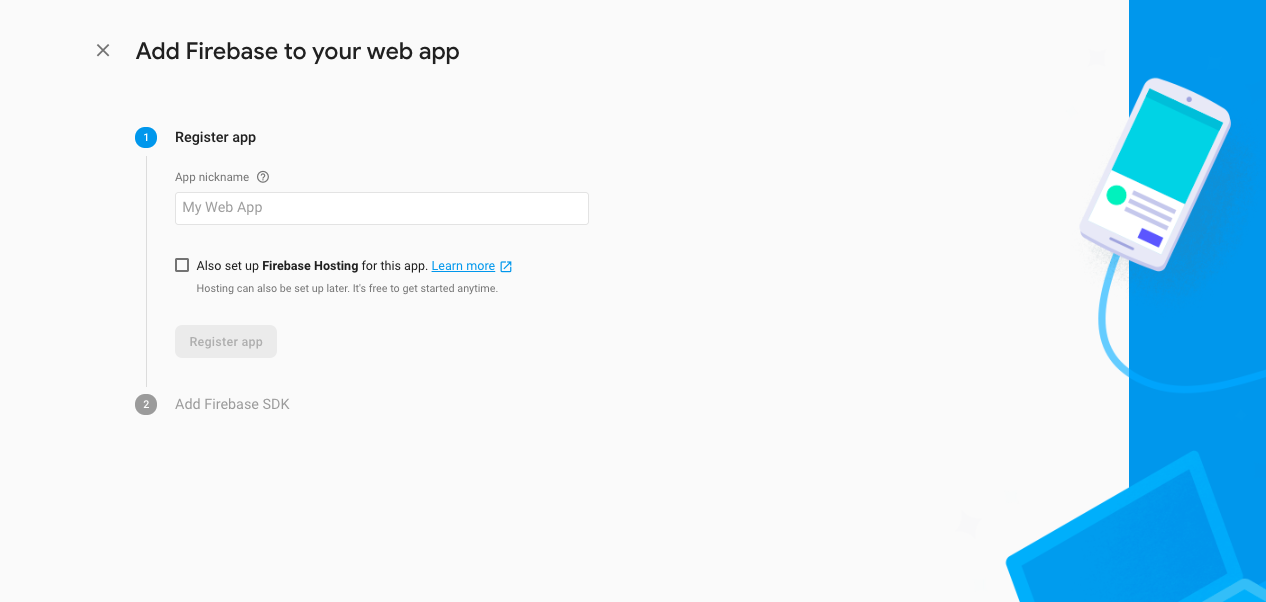 Add Firebase to your web app
1 Register app
App nickname
My Web App
Also set up Firebase Hosting for this app. Learn more
Hosting can also be set up later. It's free to get started anytime.
Register app
2 Add Firebase SDK